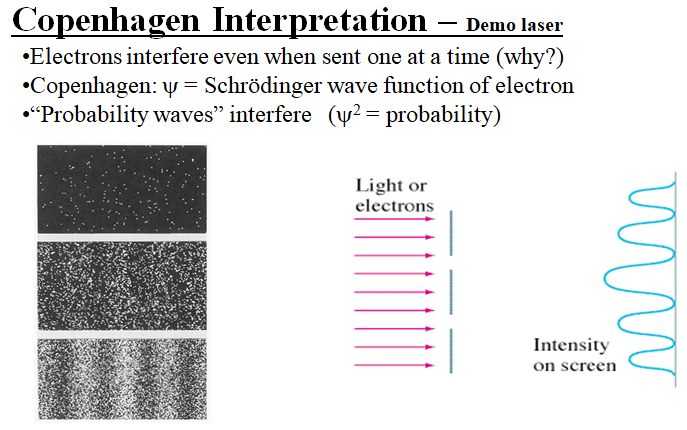 Copenhagen Interpretation – Demo laser
•Electrons interfere even when sent one at a time (why?)
•Copenhagen: ψ = Schrödinger wave function of electron
•“Probability waves” interfere (ψ² = probability)
Light or
electrons
Intensity
on screen